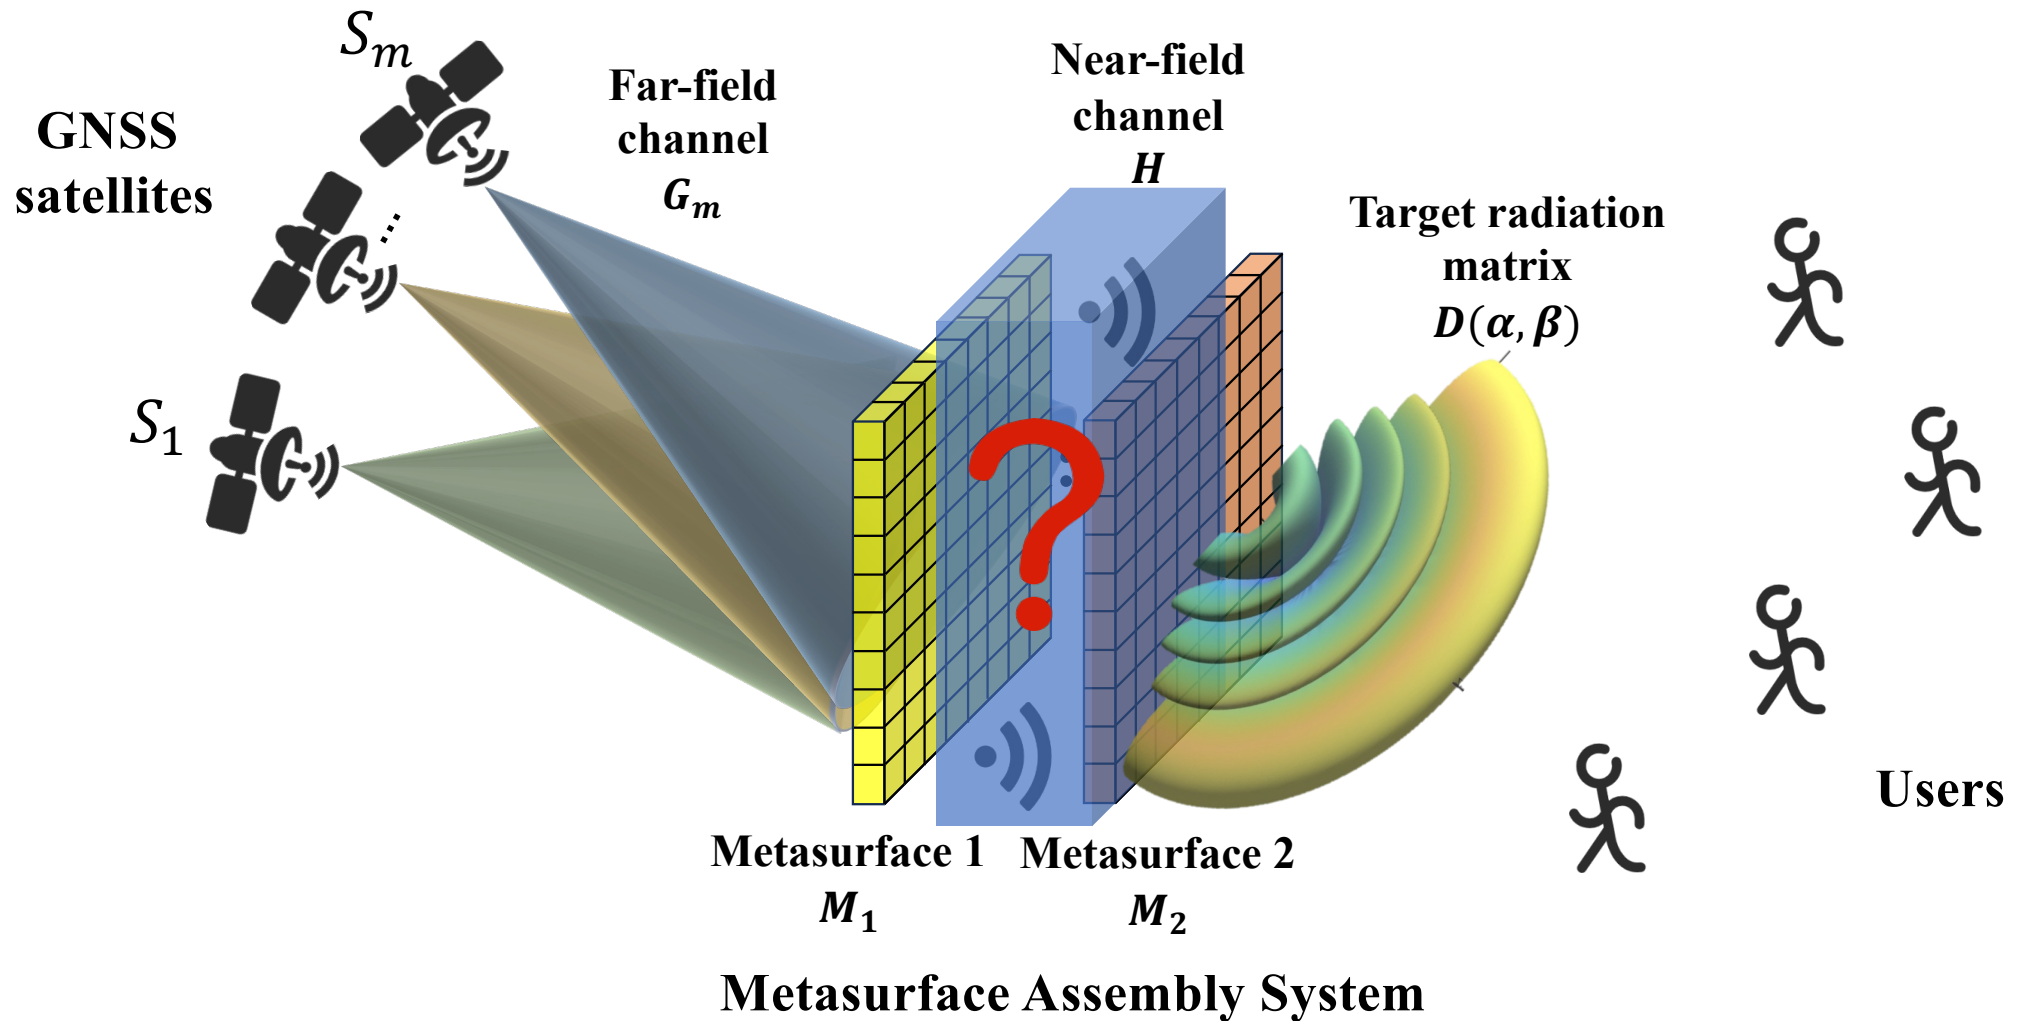 S_m
GNSS
satellites
S_1
Far-field
channel
G_m
Near-field
channel
H
Target radiation
matrix
D(α, β)
Metasurface 1
M_1
Metasurface 2
M_2
Users
Metasurface Assembly System
?